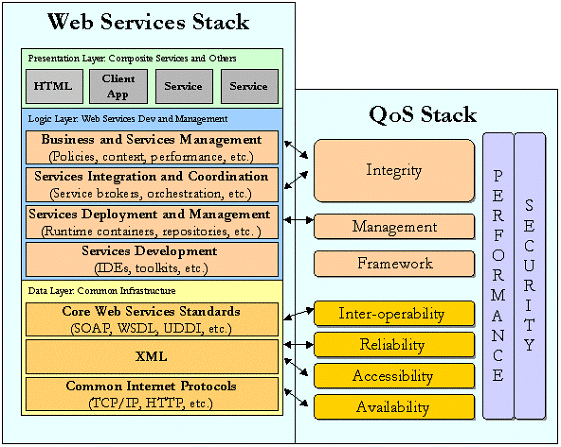 Web Services Stack
Presentation Layer: Composite Services and Others
HTML
Client
App
Service
Service
Logic Layer: Web Services Dev and Management
Business and Services Management
(Policies, context, performance, etc.)
Services Integration and Coordination
(Service brokers, orchestration, etc.)
Services Deployment and Management
(Runtime containers, repositories, etc. )
Services Development
(IDEs, toolkits, etc.)
Data Layer: Common Infrastructure
Core Web Services Standards
(SOAP, WSDL, UDDI, etc.)
XML
Common Internet Protocols
(TCP/IP, HTTP, etc.)
QoS Stack
Integrity
Management
Framework
Inter-operability
Reliability
Accessibility
Availability
PERFORMANCE
SECURITY